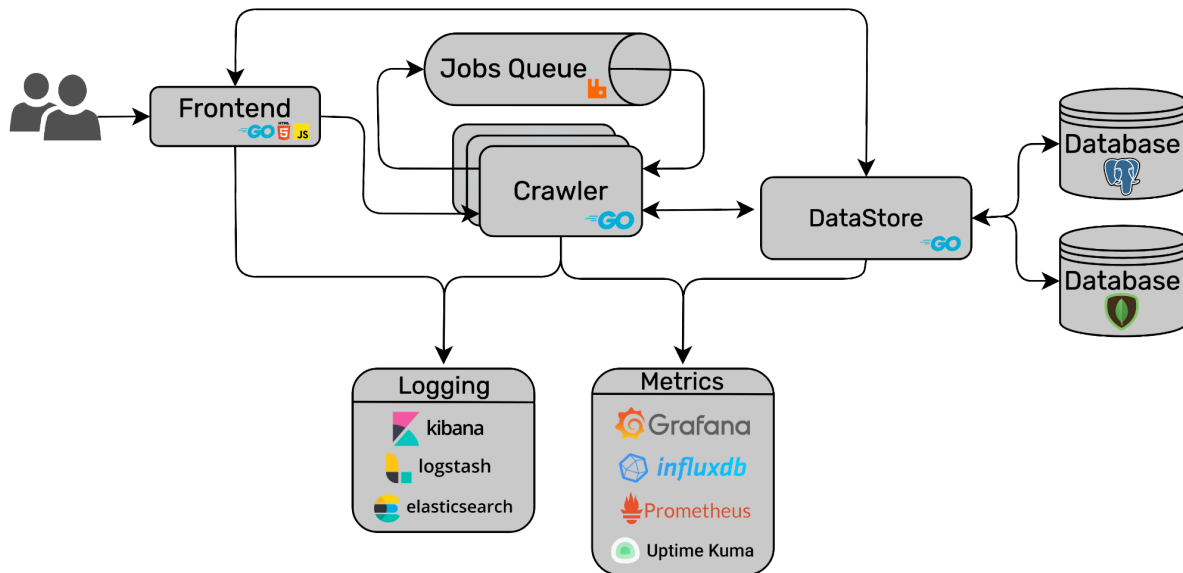 Jobs Queue
Frontend
GO
HTML
5
JS
Crawler
GO
DataStore
GO
Database
Database
Logging
kibana
logstash
elasticsearch
Metrics
Grafana
influxdb
Prometheus
Uptime Kuma